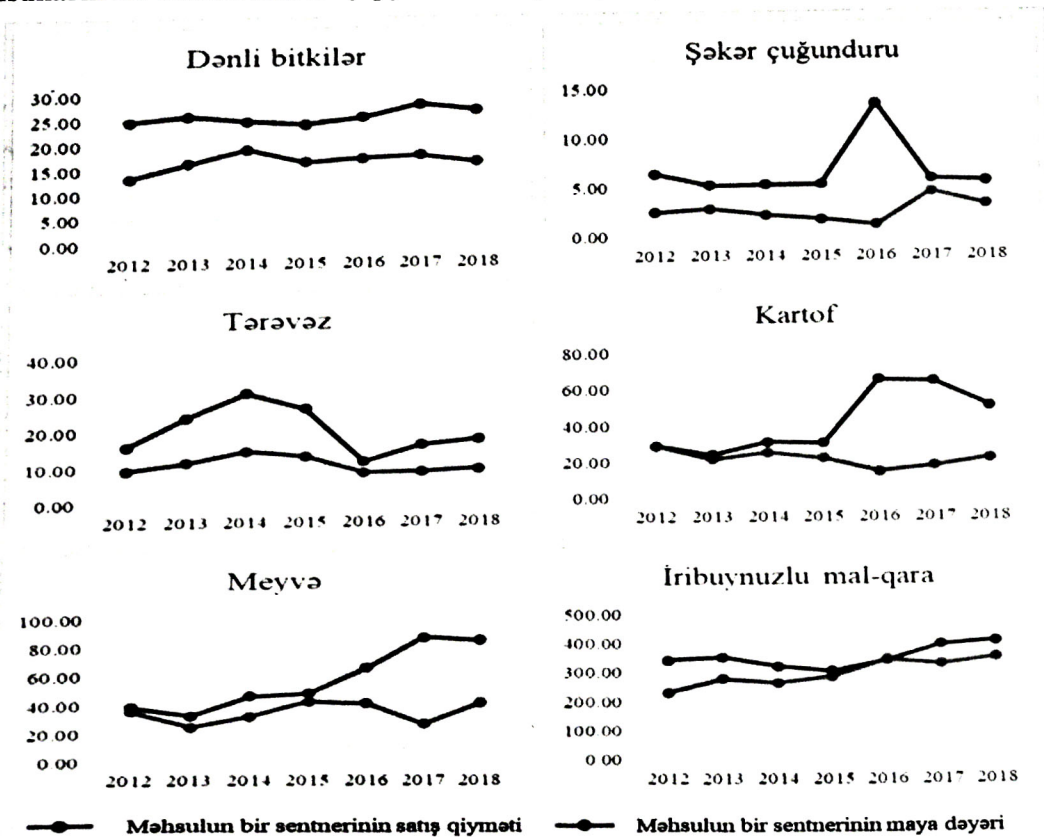 Dənli bitkilər
30.00
25.00
20.00
15.00
10.00
5.00
0.00
2012 2013 2014 2015 2016 2017 2018
Şəkər çuğunduru
15.00
10.00
5.00
0.00
2012 2013 2014 2015 2016 2017 2018
Tərəvəz
40.00
30.00
20.00
10.00
0.00
2012 2013 2014 2015 2016 2017 2018
Kartof
80.00
60.00
40.00
20.00
0.00
2012 2013 2014 2015 2016 2017 2018
Meyvə
100.00
80.00
60.00
40.00
20.00
0.00
2012 2013 2014 2015 2016 2017 2018
İribuynuzlu mal-qara
500.00
400.00
300.00
200.00
100.00
0.00
2012 2013 2014 2015 2016 2017 2018
Məhsulun bir sentnerinin satış qiyməti
Məhsulun bir sentnerinin maya dəyəri